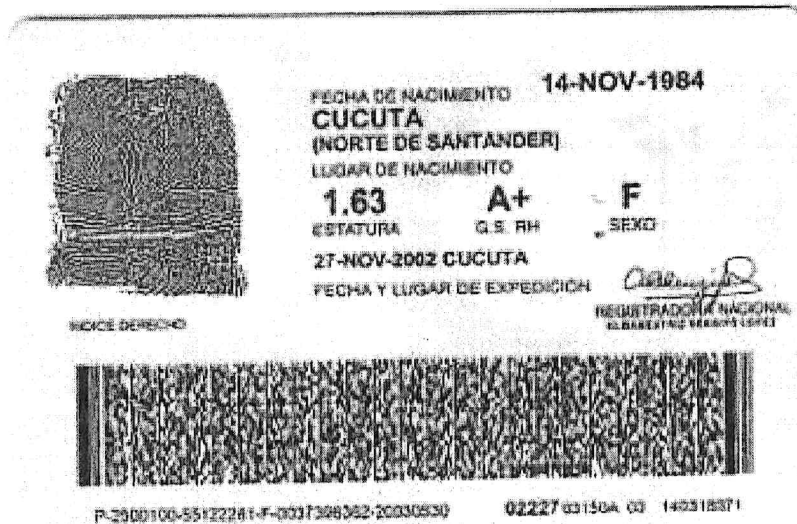 FECHA DE NACIMIENTO 14-NOV-1984
CUCUTA
(NORTE DE SANTANDER)
LUGAR DE NACIMIENTO
1.63 A+ F
ESTATURA G.S. RH SEXO
27-NOV-2002 CUCUTA
FECHA Y LUGAR DE EXPEDICION
INDICE DERECHO
REGISTRADORA NACIONAL
02227